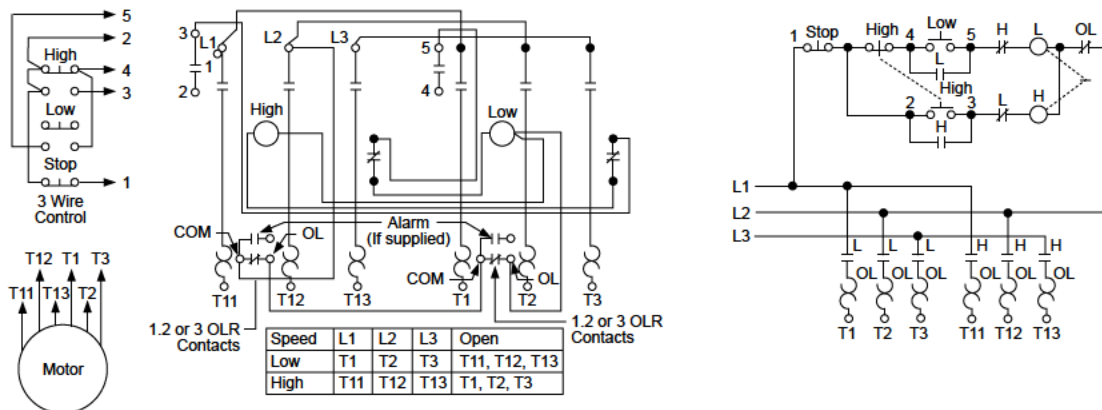 5
2
High
4
3
Low
Stop
1
3 Wire
Control
T12 T1 T3
T11 T13 T2
Motor
3
L1
1
2
L2
L3
5
4
High
Low
Alarm
(If supplied)
COM
OL
COM
OL
T11 T12 T13 T1 T2 T3
1.2 or 3 OLR
Contacts
1.2 or 3 OLR
Contacts
Speed L1 L2 L3 Open
Low T1 T2 T3 T11, T12, T13
High T11 T12 T13 T1, T2, T3
1 Stop High 4 Low 5 H L OL
L
High
2 3 L H
H
L1
L2
L3
L L L H H H
OL OL OL OL OL OL
T1 T2 T3 T11 T12 T13